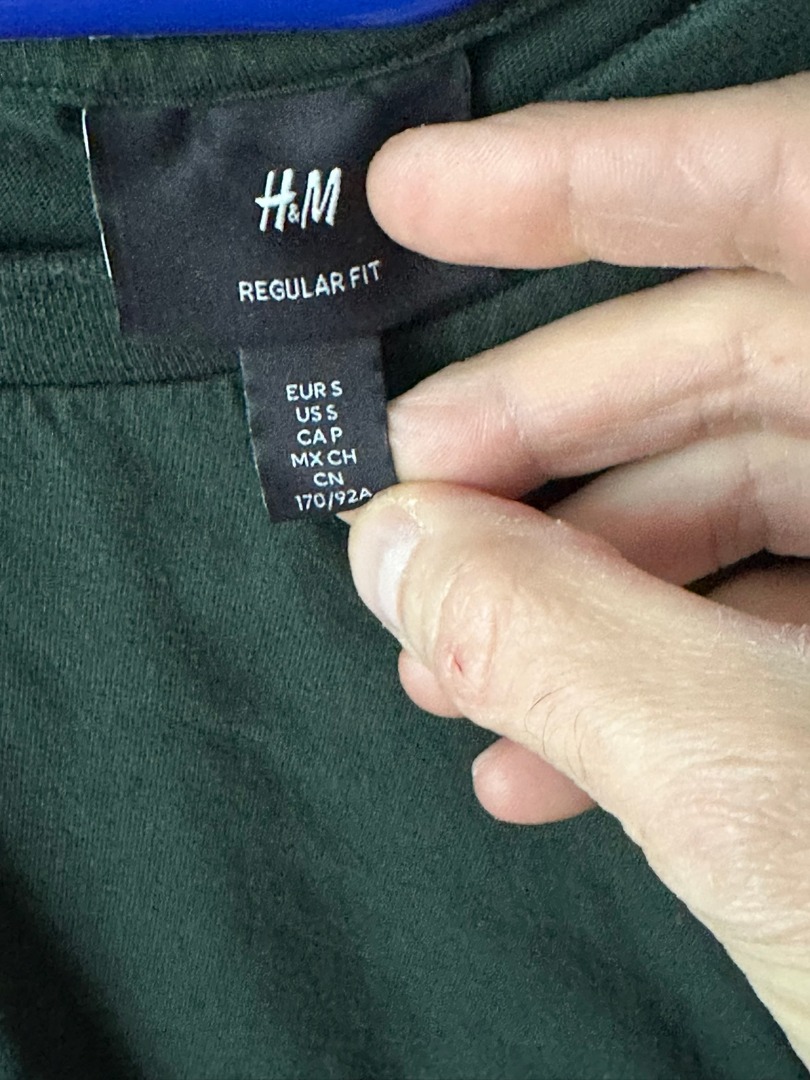 H&M
REGULAR FIT
EUR S
US S
CA P
MX CH
CN
170/92A